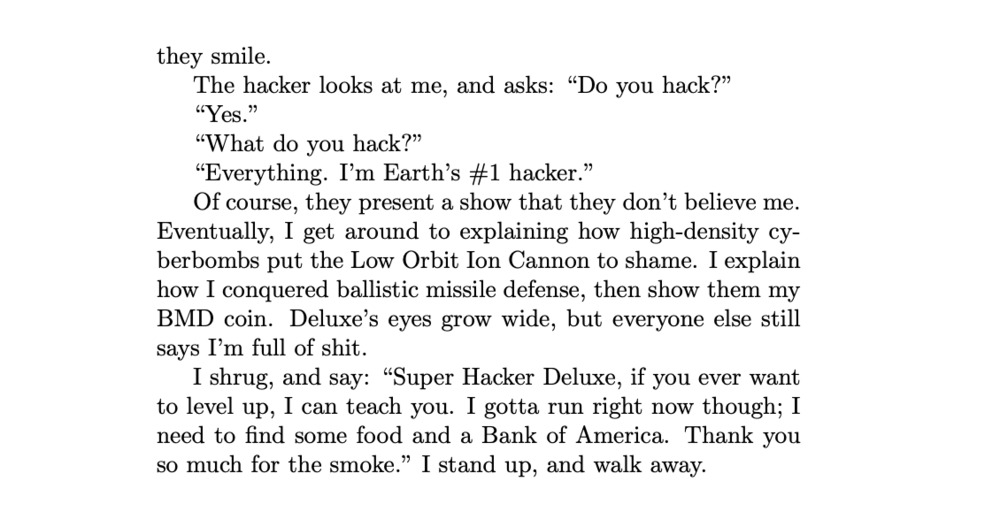 they smile.
The hacker looks at me, and asks: “Do you hack?”
“Yes.”
“What do you hack?”
“Everything. I’m Earth’s #1 hacker.”
Of course, they present a show that they don’t believe me.
Eventually, I get around to explaining how high-density cy-
berbombs put the Low Orbit Ion Cannon to shame. I explain
how I conquered ballistic missile defense, then show them my
BMD coin. Deluxe’s eyes grow wide, but everyone else still
says I’m full of shit.
I shrug, and say: “Super Hacker Deluxe, if you ever want
to level up, I can teach you. I gotta run right now though; I
need to find some food and a Bank of America. Thank you
so much for the smoke.” I stand up, and walk away.